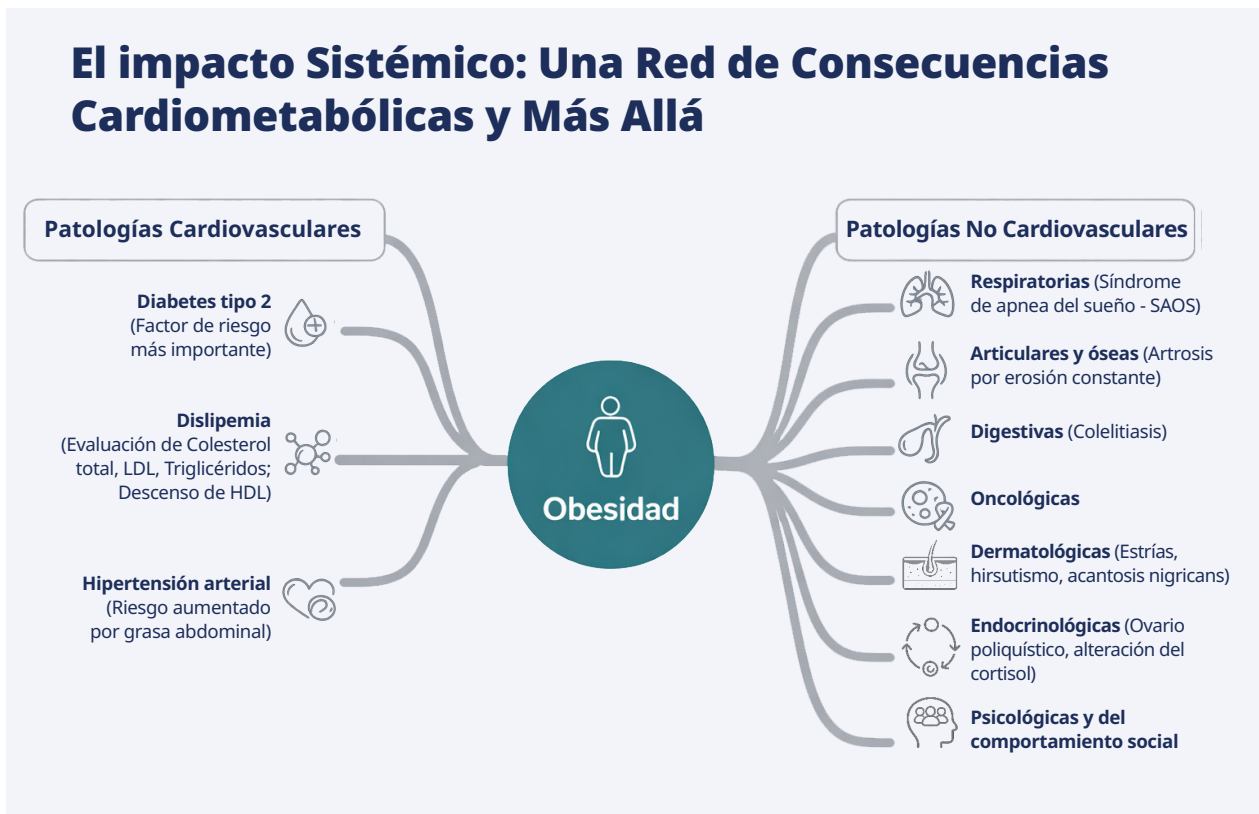 El impacto Sistémico: Una Red de Consecuencias
Cardiometabólicas y Más Allá
Patologías Cardiovasculares
Diabetes tipo 2
(Factor de riesgo
más importante)
Dislipemia
(Evaluación de Colesterol
total, LDL, Triglicéridos;
Descenso de HDL)
Hipertensión arterial
(Riesgo aumentado
por grasa abdominal)
Obesidad
Patologías No Cardiovasculares
Respiratorias (Síndrome
de apnea del sueño - SAOS)
Articulares y óseas (Artrosis
por erosión constante)
Digestivas (Colelitiasis)
Oncológicas
Dermatológicas (Estrías,
hirsutismo, acantosis nigricans)
Endocrinológicas (Ovario
poliquístico, alteración del
cortisol)
Psicológicas y del
comportamiento social